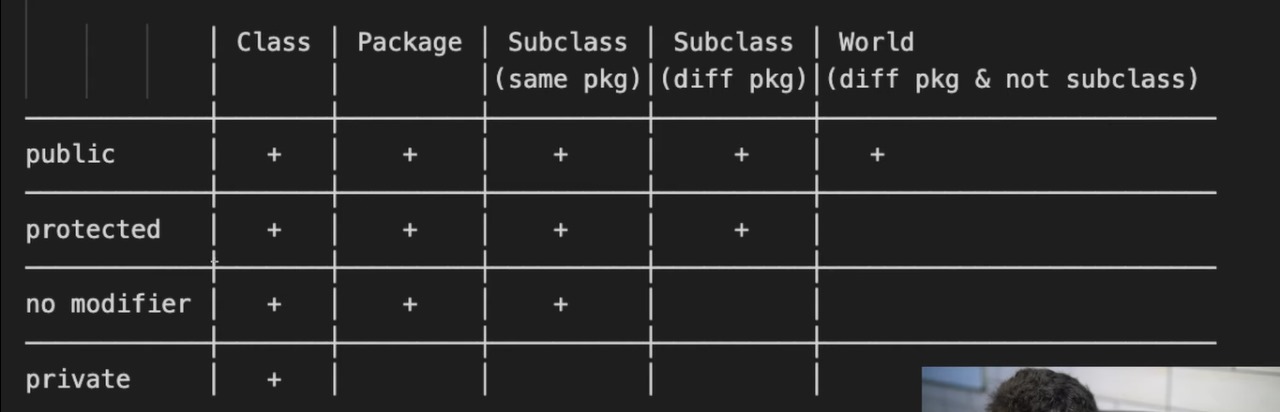 | Class | Package | Subclass | Subclass | World
| | |(same pkg)|(diff pkg)|(diff pkg & not subclass)
public | + | + | + | + | +
protected | + | + | + | + |
no modifier | + | + | + | |
private | + | | | |